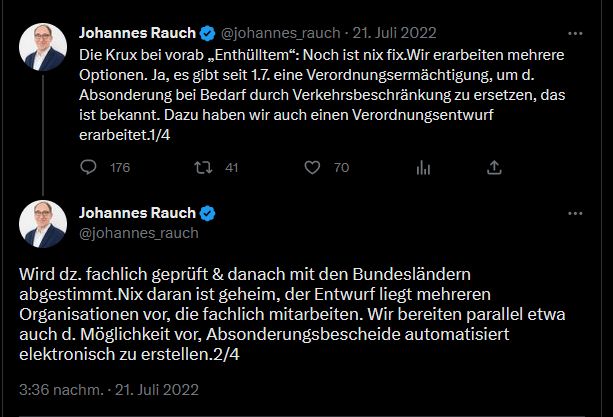 Johannes Rauch @johannes_rauch · 21. Juli 2022
Die Krux bei vorab „Enthülltem“: Noch ist nix fix.Wir erarbeiten mehrere
Optionen. Ja, es gibt seit 1.7. eine Verordnungsermächtigung, um d.
Absonderung bei Bedarf durch Verkehrsbeschränkung zu ersetzen, das
ist bekannt. Dazu haben wir auch einen Verordnungsentwurf
erarbeitet.1/4
176 41 70
Johannes Rauch
@johannes_rauch
Wird dz. fachlich geprüft & danach mit den Bundesländern
abgestimmt.Nix daran ist geheim, der Entwurf liegt mehreren
Organisationen vor, die fachlich mitarbeiten. Wir bereiten parallel etwa
auch d. Möglichkeit vor, Absonderungsbescheide automatisiert
elektronisch zu erstellen.2/4
3:36 nachm. · 21. Juli 2022